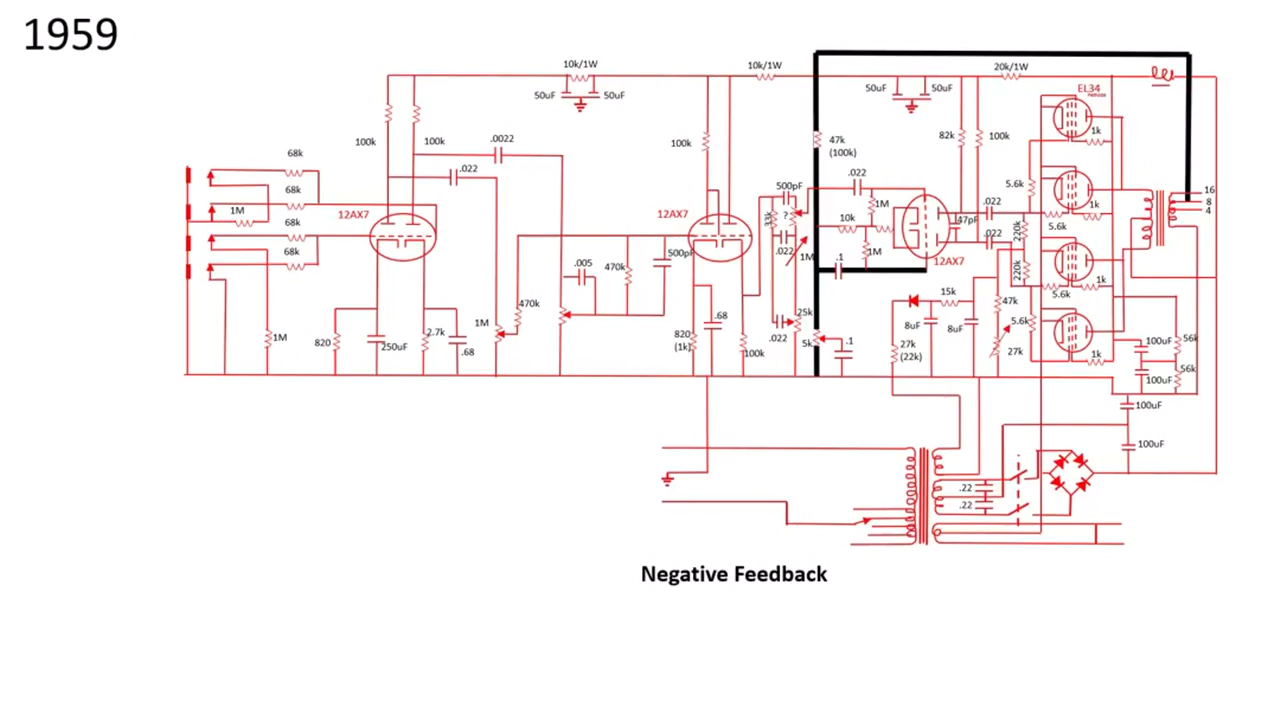 1959
10k/1W
10k/1W
20k/1W
50uF
50uF
50uF
50uF
EL34
100k
100k
.0022
100k
47k
(100k)
82k
100k
1k
68k
.022
500pF
.022
5.6k
68k
1M
12AX7
12AX7
33k
?
1M
.022
1k
16
8
4
68k
10k
47pF
220k
5.6k
68k
500pF
.022
1M
1M
.022
12AX7
.005
470k
.1
220k
1k
5.6k
470k
15k
47k
1M
.68
25k
8uF
8uF
5.6k
820
250uF
2.7k
.68
820
(1k)
100k
.022
5k
.1
27k
(22k)
27k
1k
100uF
56k
1M
100uF
56k
100uF
100uF
.22
.22
Negative Feedback